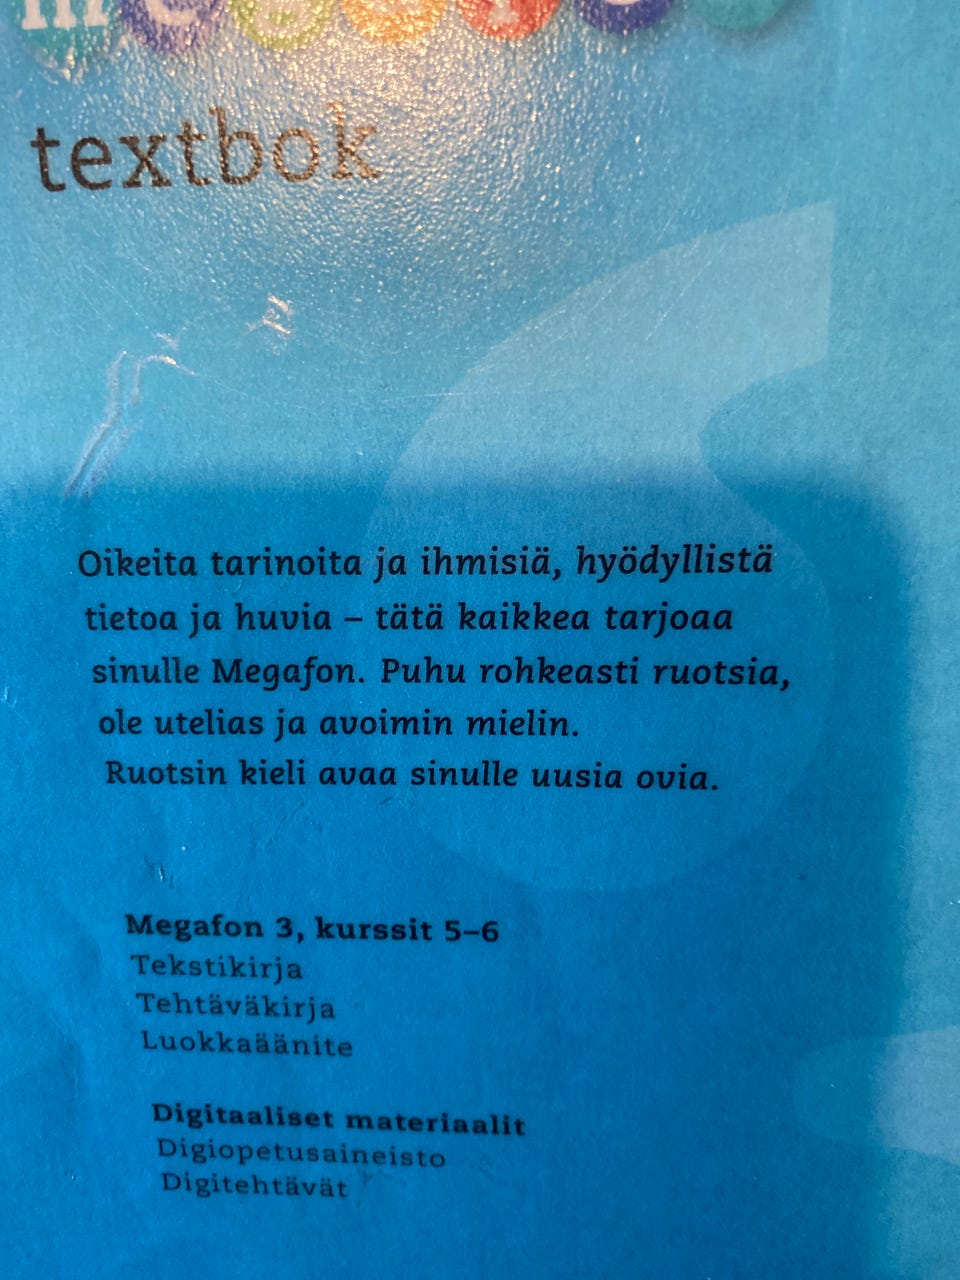 textbok
Oikeita tarinoita ja ihmisiä, hyödyllistä
tietoa ja huvia – tätä kaikkea tarjoaa
sinulle Megafon. Puhu rohkeasti ruotsia,
ole utelias ja avoimin mielin.
Ruotsin kieli avaa sinulle uusia ovia.
Megafon 3, kurssit 5–6
Tekstikirja
Tehtäväkirja
Luokkaäänite
Digitaaliset materiaalit
Digiopetusaineisto
Digitehtävät